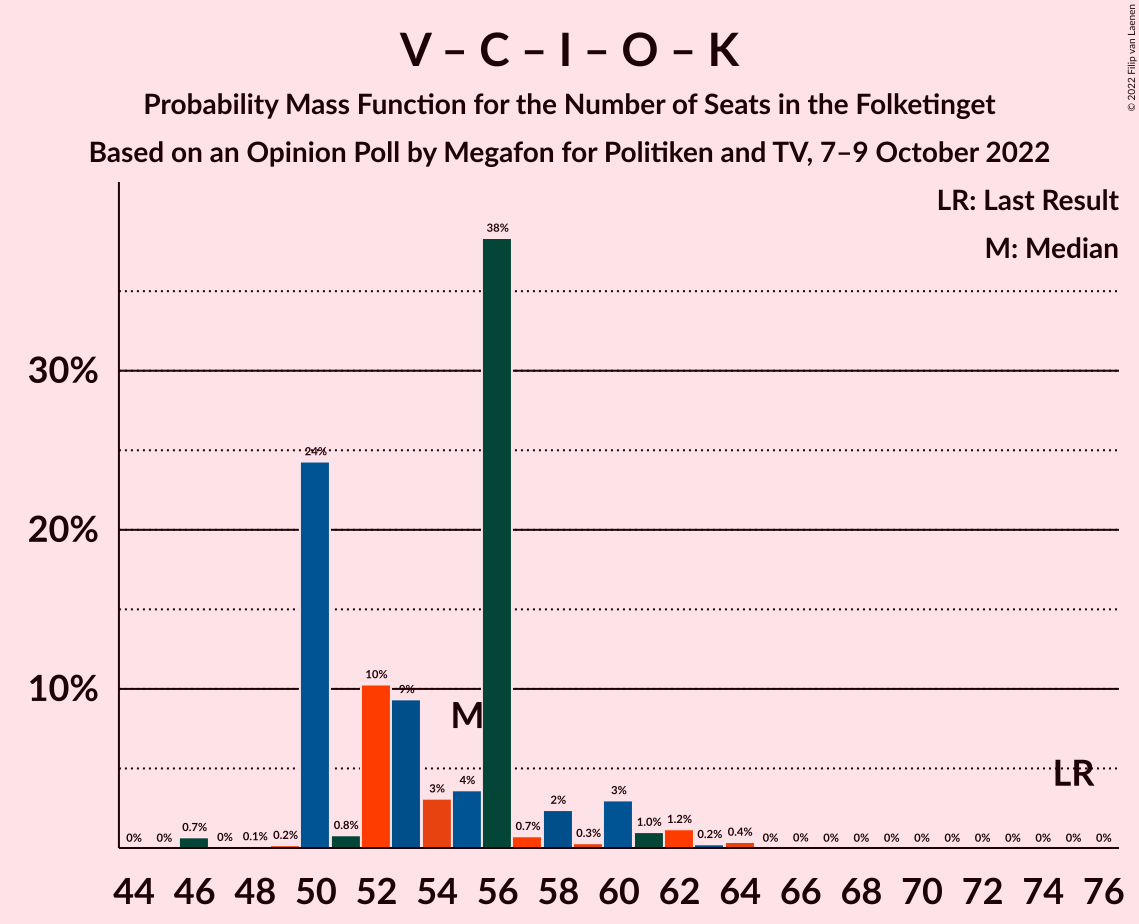 V – C – I – O – K
Probability Mass Function for the Number of Seats in the Folketinget
Based on an Opinion Poll by Megafon for Politiken and TV, 7–9 October 2022
© 2022 Filip van Laenen
LR: Last Result
M: Median
38%
30%
24%
20%
10%
10%
9%
M
LR
0% 0% 0.7% 0% 0.1% 0.2% 0.8% 3% 4% 0.7% 2% 0.3% 3% 1.0% 1.2% 0.2% 0.4% 0% 0% 0% 0% 0% 0% 0% 0% 0% 0% 0% 0%
44 46 48 50 52 54 56 58 60 62 64 66 68 70 72 74 76